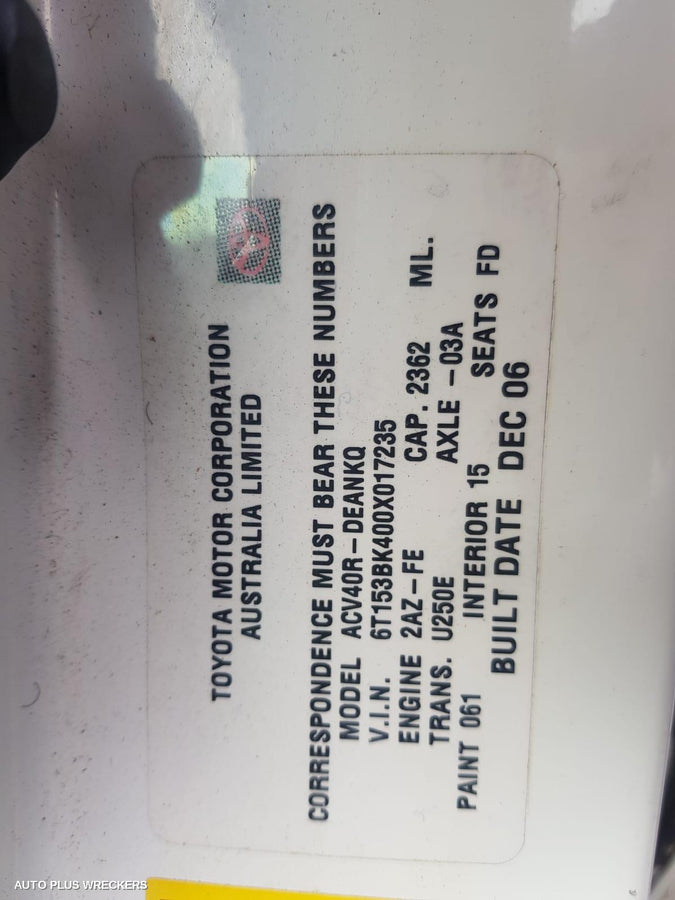 TOYOTA MOTOR CORPORATION
AUSTRALIA LIMITED
CORRESPONDENCE MUST BEAR THESE NUMBERS
MODEL ACV40R-DEANKQ
V.I.N. 6T153BK400X017235
ENGINE 2AZ-FE CAP. 2362 ML.
TRANS. U250E AXLE -03A
PAINT 061 INTERIOR 15 SEATS FD
BUILT DATE DEC 06
AUTO PLUS WRECKERS